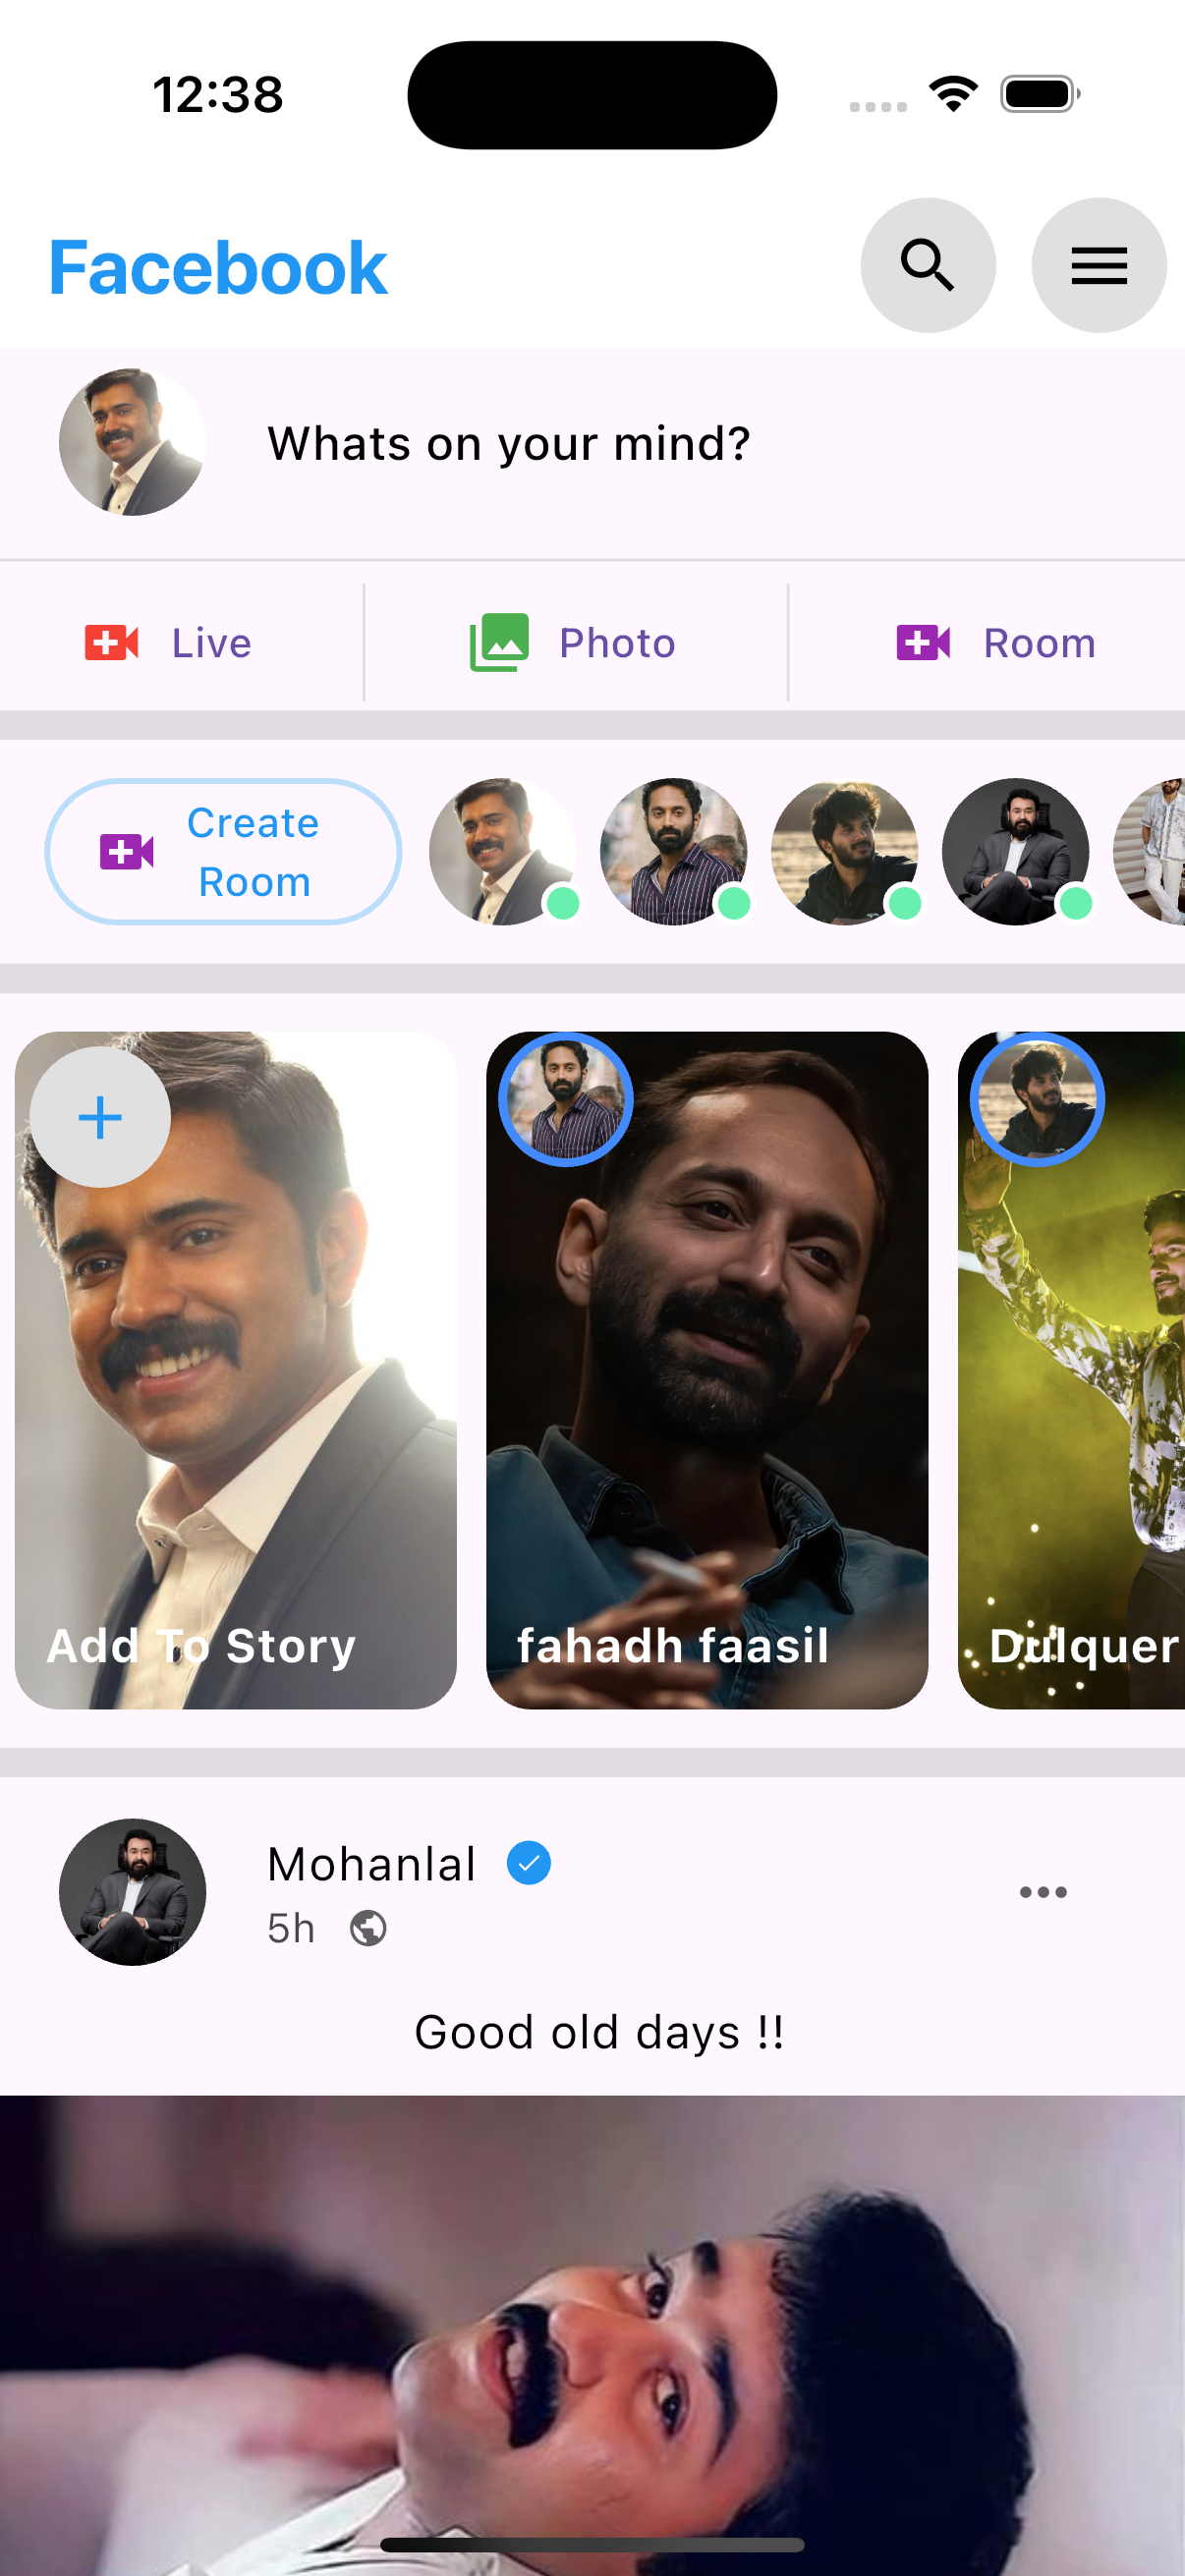 12:38
Facebook
Whats on your mind?
Live
Photo
Room
Create
Room
Add To Story
fahadh faasil
Dulquer
Mohanlal
5h
Good old days !!